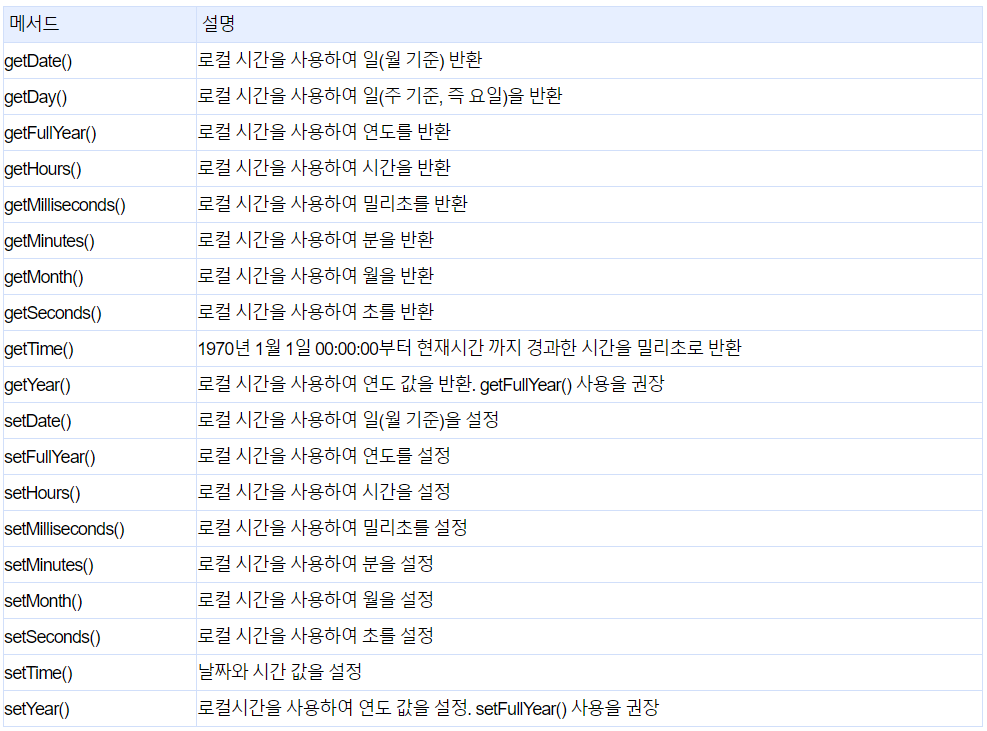 메서드 설명
getDate() 로컬 시간을 사용하여 일(월 기준) 반환
getDay() 로컬 시간을 사용하여 일(주 기준, 즉 요일)을 반환
getFullYear() 로컬 시간을 사용하여 연도를 반환
getHours() 로컬 시간을 사용하여 시간을 반환
getMilliseconds() 로컬 시간을 사용하여 밀리초를 반환
getMinutes() 로컬 시간을 사용하여 분을 반환
getMonth() 로컬 시간을 사용하여 월을 반환
getSeconds() 로컬 시간을 사용하여 초를 반환
getTime() 1970년 1월 1일 00:00:00부터 현재시간 까지 경과한 시간을 밀리초로 반환
getYear() 로컬 시간을 사용하여 연도 값을 반환. getFullYear() 사용을 권장
setDate() 로컬 시간을 사용하여 일(월 기준)을 설정
setFullYear() 로컬 시간을 사용하여 연도를 설정
setHours() 로컬 시간을 사용하여 시간을 설정
setMilliseconds() 로컬 시간을 사용하여 밀리초를 설정
setMinutes() 로컬 시간을 사용하여 분을 설정
setMonth() 로컬 시간을 사용하여 월을 설정
setSeconds() 로컬 시간을 사용하여 초를 설정
setTime() 날짜와 시간 값을 설정
setYear() 로컬시간을 사용하여 연도 값을 설정. setFullYear() 사용을 권장